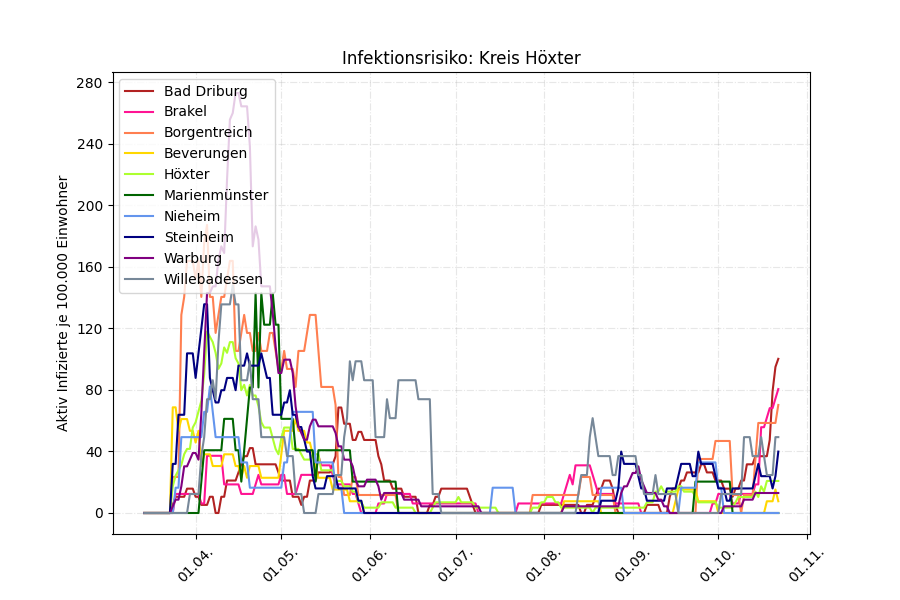 Infektionsrisiko: Kreis Höxter
Aktiv Infizierte je 100.000 Einwohner
280
240
200
160
120
80
40
0
Bad Driburg
Brakel
Borgentreich
Beverungen
Höxter
Marienmünster
Nieheim
Steinheim
Warburg
Willebadessen
01.04.
01.05.
01.06.
01.07.
01.08.
01.09.
01.10.
01.11.